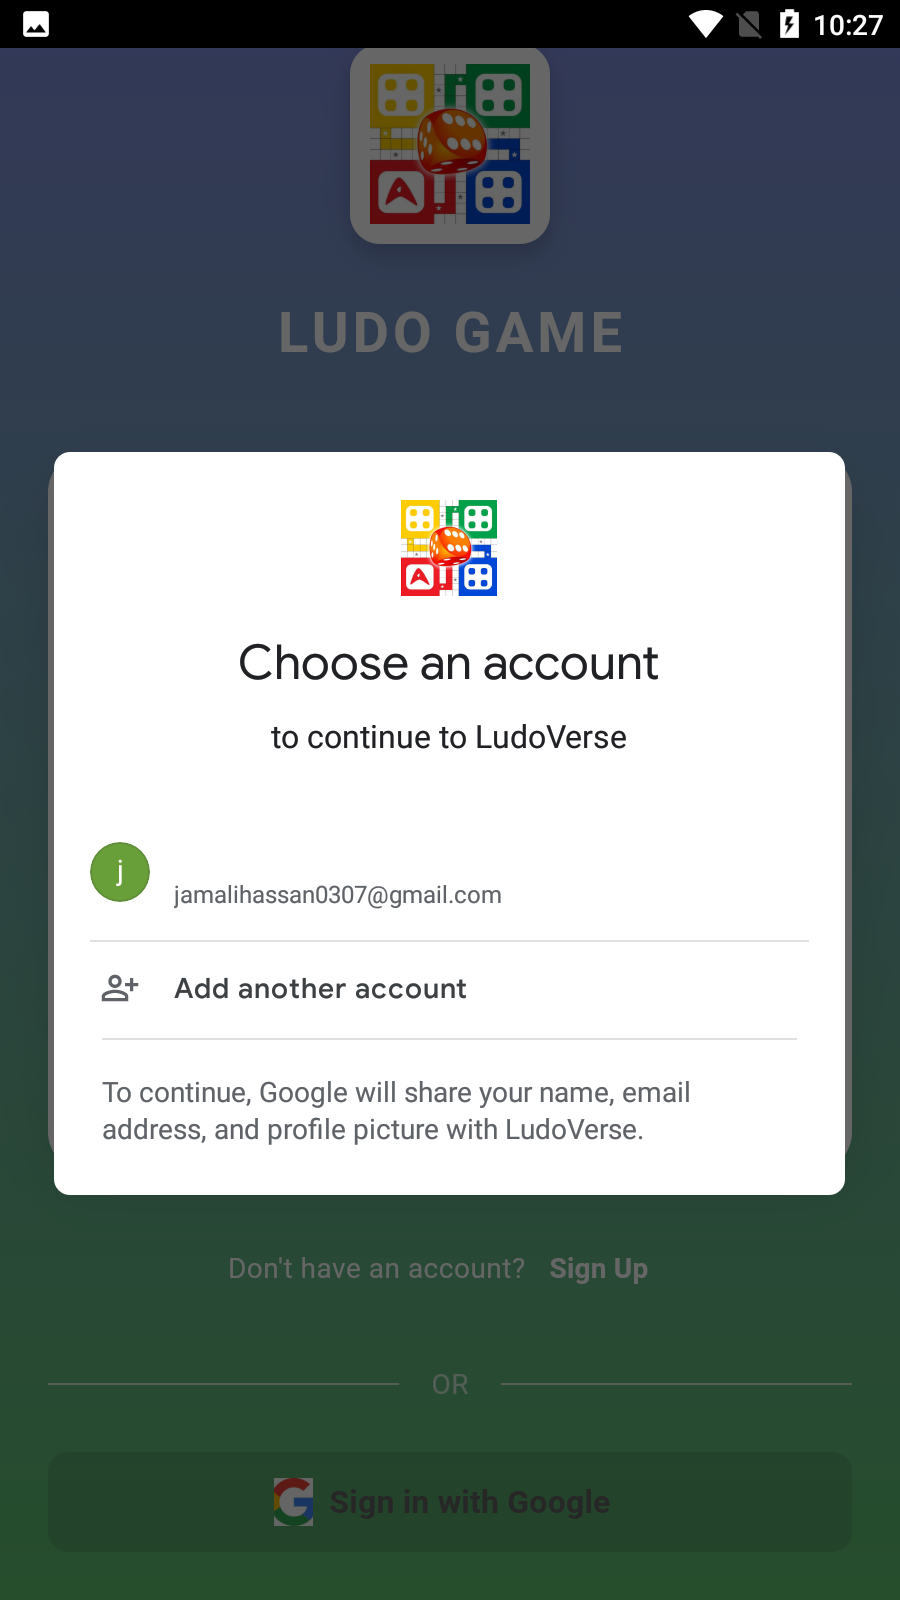 10:27
LUDO GAME
Choose an account
to continue to LudoVerse
j
jamalihassan0307@gmail.com
Add another account
To continue, Google will share your name, email
address, and profile picture with LudoVerse.
Don't have an account? Sign Up
OR
Sign in with Google